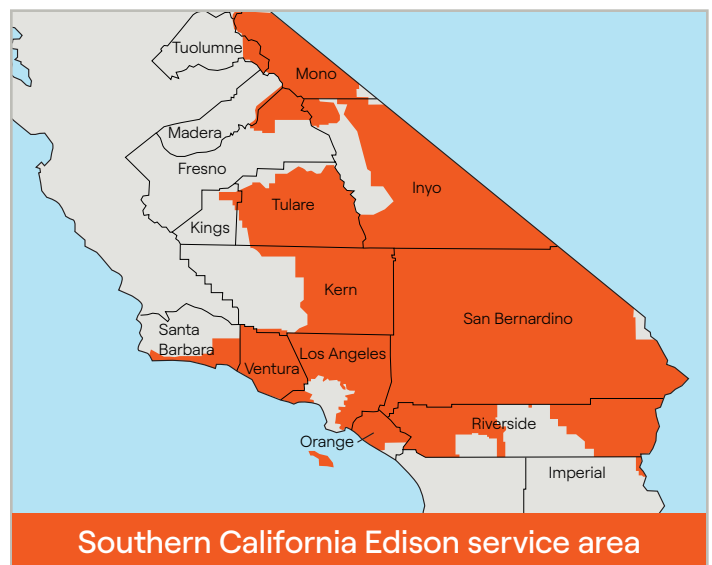 Tuolumne
Mono
Madera
Fresno
Inyo
Tulare
Kings
Kern
San Bernardino
Santa
Barbara
Los Angeles
Ventura
Riverside
Orange
Imperial
Southern California Edison service area